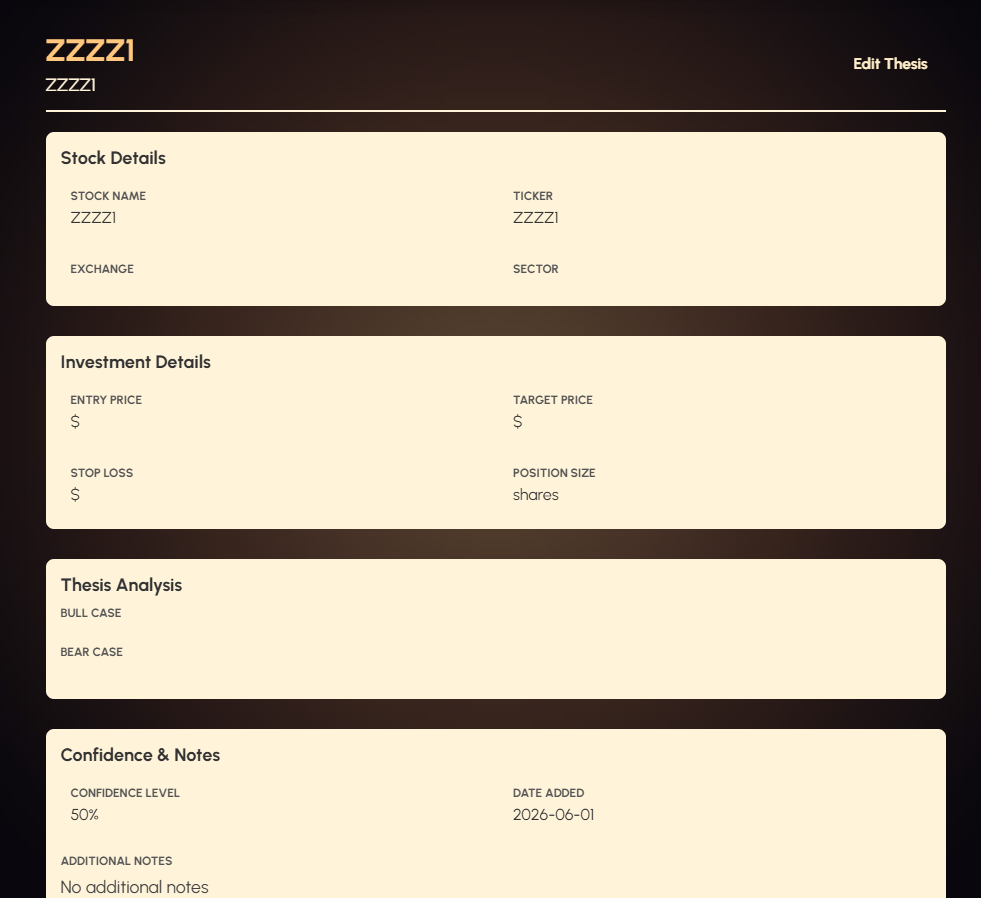 ZZZZ1
ZZZZ1
Edit Thesis
Stock Details
STOCK NAME
ZZZZ1
TICKER
ZZZZ1
EXCHANGE
SECTOR
Investment Details
ENTRY PRICE
$
TARGET PRICE
$
STOP LOSS
$
POSITION SIZE
shares
Thesis Analysis
BULL CASE
BEAR CASE
Confidence & Notes
CONFIDENCE LEVEL
50%
DATE ADDED
2026-06-01
ADDITIONAL NOTES
No additional notes